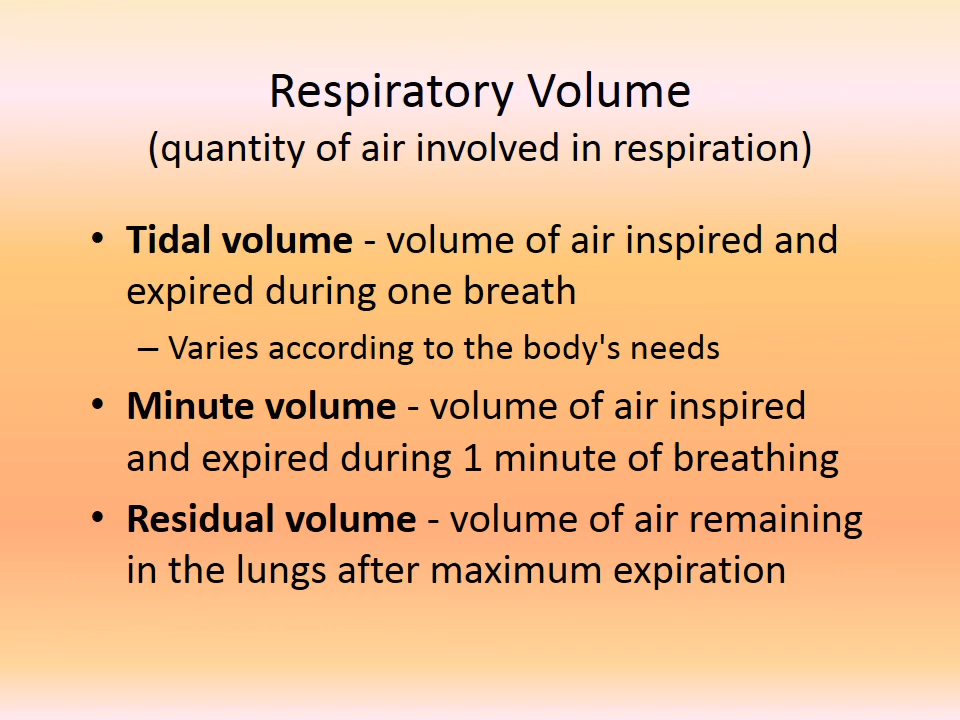 Respiratory Volume
(quantity of air involved in respiration)
• Tidal volume - volume of air inspired and
expired during one breath
– Varies according to the body's needs
• Minute volume - volume of air inspired
and expired during 1 minute of breathing
• Residual volume - volume of air remaining
in the lungs after maximum expiration